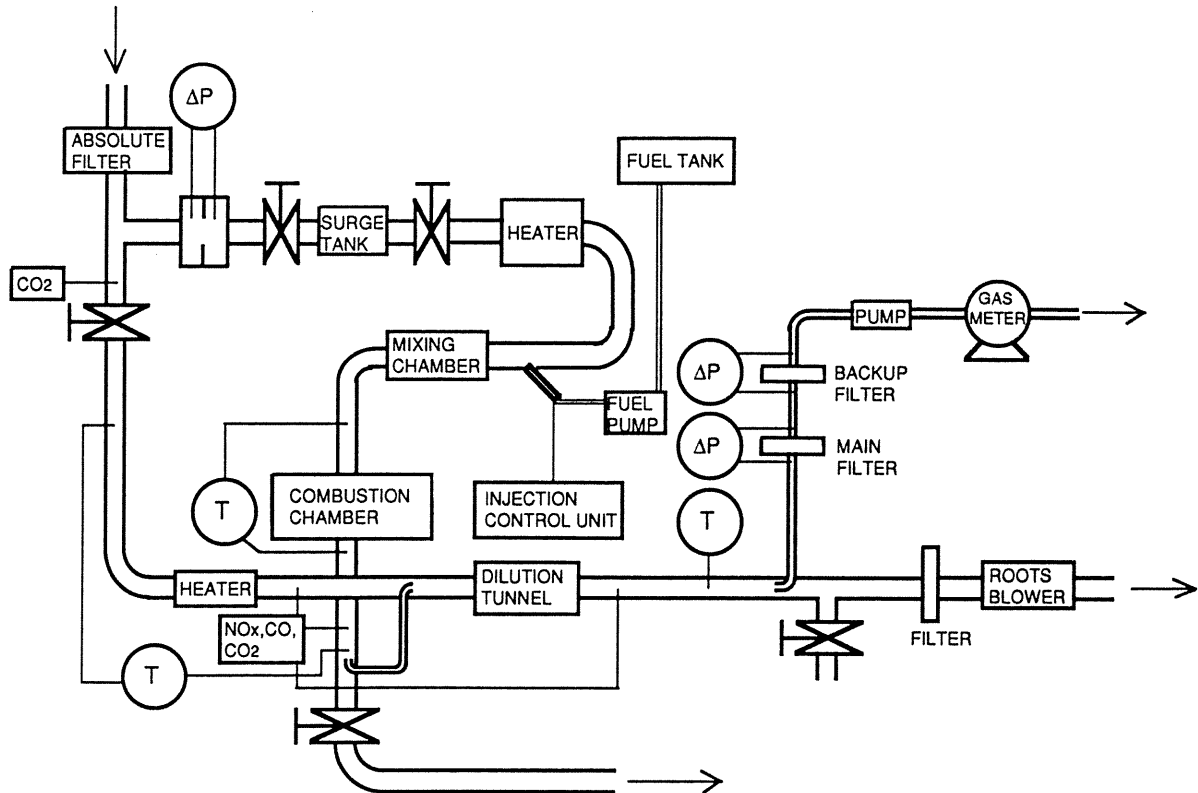 ΔP
ABSOLUTE
FILTER
FUEL TANK
SURGE
TANK
HEATER
CO2
GAS
METER
PUMP
MIXING
CHAMBER
ΔP
BACKUP
FILTER
FUEL
PUMP
ΔP
MAIN
FILTER
T
COMBUSTION
CHAMBER
INJECTION
CONTROL UNIT
T
HEATER
DILUTION
TUNNEL
ROOTS
BLOWER
NOx,CO,
CO2
FILTER
T